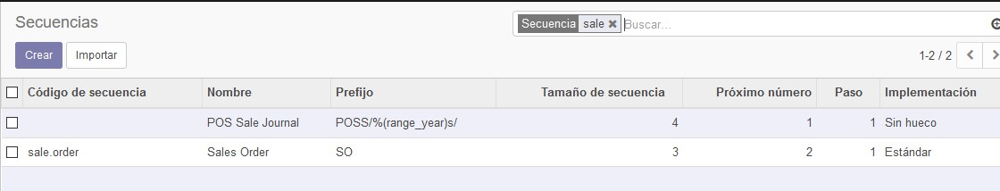 Secuencias
Secuencia sale Buscar...
Crear Importar
1-2 / 2
Código de secuencia Nombre Prefijo Tamaño de secuencia Próximo número Paso Implementación
POS Sale Journal POSS/%(range_year)s/ 4 1 1 Sin hueco
sale.order Sales Order SO 3 2 1 Estándar